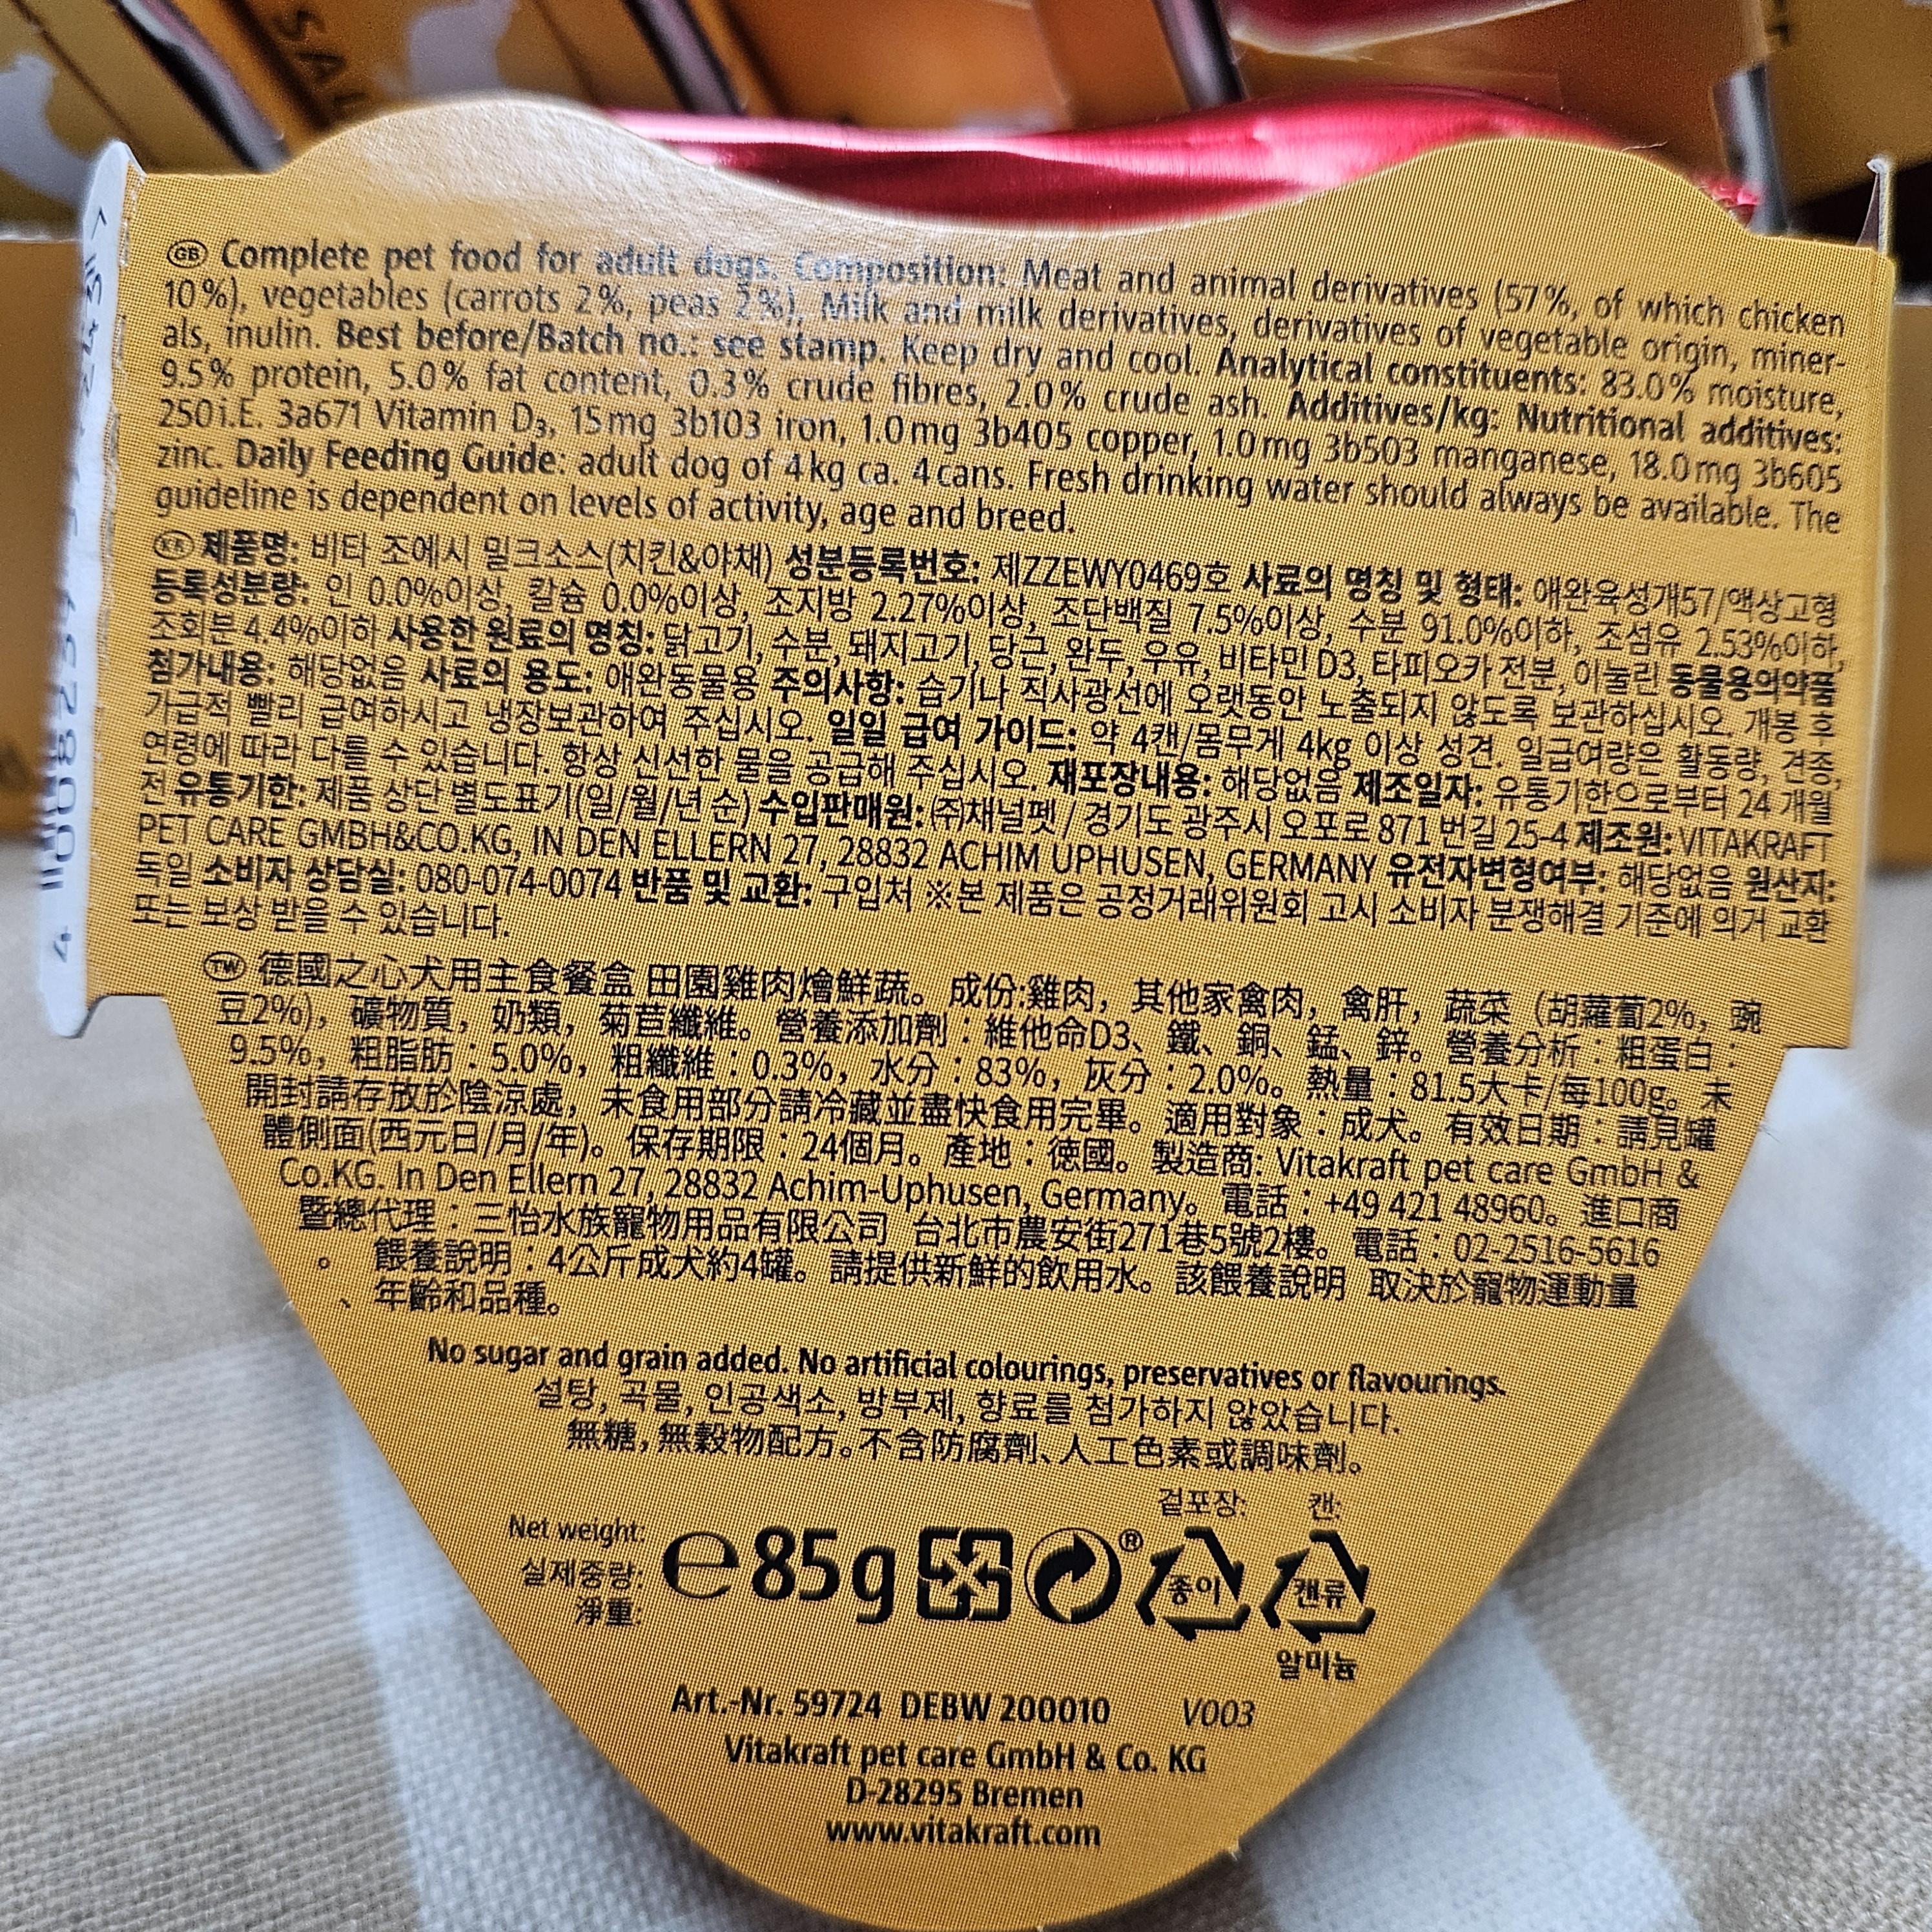 SAL
GB Complete pet food for adult dogs. Composition: Meat and animal derivatives (57%, of which chicken
10%), vegetables (carrots 2%, peas 2%), Milk and milk derivatives, derivatives of vegetable origin, miner-
als, inulin. Best before/Batch no.: see stamp. Keep dry and cool. Analytical constituents: 83.0% moisture,
9.5% protein, 5.0% fat content, 0.3% crude fibres, 2.0% crude ash. Additives/kg: Nutritional additives:
250 i.E. 3a671 Vitamin D₃, 15 mg 3b103 iron, 1.0 mg 3b405 copper, 1.0 mg 3b503 manganese, 18.0 mg 3b605
zinc. Daily Feeding Guide: adult dog of 4 kg ca. 4 cans. Fresh drinking water should always be available. The
guideline is dependent on levels of activity, age and breed.
KR 제품명: 비타 조에시 밀크소스(치킨&야채) 성분등록번호: 제ZZEWY0469호 사료의 명칭 및 형태: 애완육성개57/액상고형
등록성분량: 인 0.0%이상, 칼슘 0.0%이상, 조지방 2.27%이상, 조단백질 7.5%이상, 수분 91.0%이하, 조섬유 2.53%이하,
조회분 4.4%이하 사용한 원료의 명칭: 닭고기, 수분, 돼지고기, 당근, 완두, 우유, 비타민 D3, 타피오카 전분, 이눌린 동물용의약품
첨가내용: 해당없음 사료의 용도: 애완동물용 주의사항: 습기나 직사광선에 오랫동안 노출되지 않도록 보관하십시오. 개봉 후
가급적 빨리 급여하시고 냉장보관하여 주십시오. 일일 급여 가이드: 약 4캔/몸무게 4kg 이상 성견. 일급여량은 활동량, 견종,
연령에 따라 다를 수 있습니다. 항상 신선한 물을 공급해 주십시오. 재포장내용: 해당없음 제조일자: 유통기한으로부터 24 개월
전 유통기한: 제품 상단 별도표기(일/월/년 순) 수입판매원: ㈜채널펫 / 경기도 광주시 오포로 871번길 25-4 제조원: VITAKRAFT
PET CARE GMBH&CO.KG, IN DEN ELLERN 27, 28832 ACHIM UPHUSEN, GERMANY 유전자변형여부: 해당없음 원산지:
독일 소비자 상담실: 080-074-0074 반품 및 교환: 구입처 ※본 제품은 공정거래위원회 고시 소비자 분쟁해결 기준에 의거 교환
또는 보상 받을 수 있습니다.
TW 德國之心犬用主食餐盒 田園雞肉燴鮮蔬。成份:雞肉，其他家禽肉，禽肝，蔬菜（胡蘿蔔2%，豌
豆2%)，礦物質，奶類，菊苣纖維。營養添加劑：維他命D3、鐵、銅、錳、鋅。營養分析：粗蛋白：
9.5%，粗脂肪：5.0%，粗纖維：0.3%，水分：83%，灰分：2.0%。熱量：81.5大卡/每100g。未
開封請存放於陰涼處，未食用部分請冷藏並盡快食用完畢。適用對象：成犬。有效日期：請見罐
體側面(西元日/月/年)。保存期限：24個月。產地：德國。製造商: Vitakraft pet care GmbH &
Co.KG. In Den Ellern 27, 28832 Achim-Uphusen, Germany。電話：+49 421 48960。進口商
暨總代理：三怡水族寵物用品有限公司 台北市農安街271巷5號2樓。電話：02-2516-5616
。 餵養說明：4公斤成犬約4罐。請提供新鮮的飲用水。該餵養說明 取決於寵物運動量
、年齡和品種。
No sugar and grain added. No artificial colourings, preservatives or flavourings.
설탕, 곡물, 인공색소, 방부제, 향료를 첨가하지 않았습니다.
無糖，無穀物配方。不含防腐劑、人工色素或調味劑。
겉포장: 캔:
Net weight:
실제중량:
淨重:
℮ 85g
® 종이 캔류
알미늄
Art.-Nr. 59724 DEBW 200010 V003
Vitakraft pet care GmbH & Co. KG
D-28295 Bremen
www.vitakraft.com